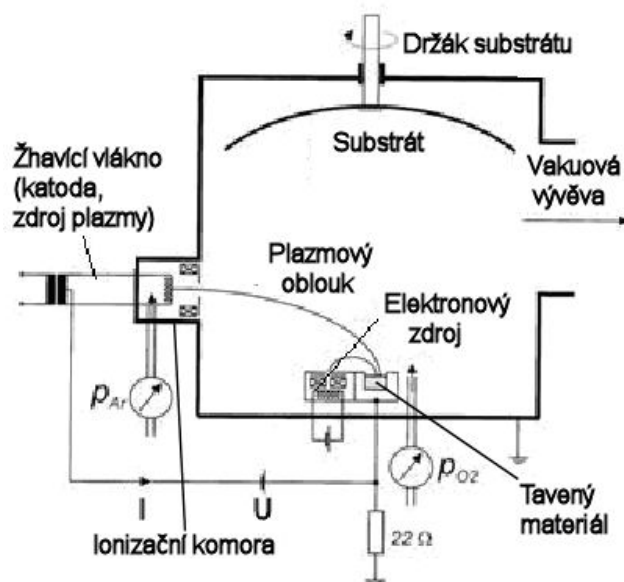 Držák substrátu
Substrát
Žhavící vlákno
(katoda,
zdroj plazmy)
Vakuová
vývěva
Plazmový
oblouk
Elektronový
zdroj
pAr
pO2
I
U
Tavený
materiál
22 Ω
Ionizační komora